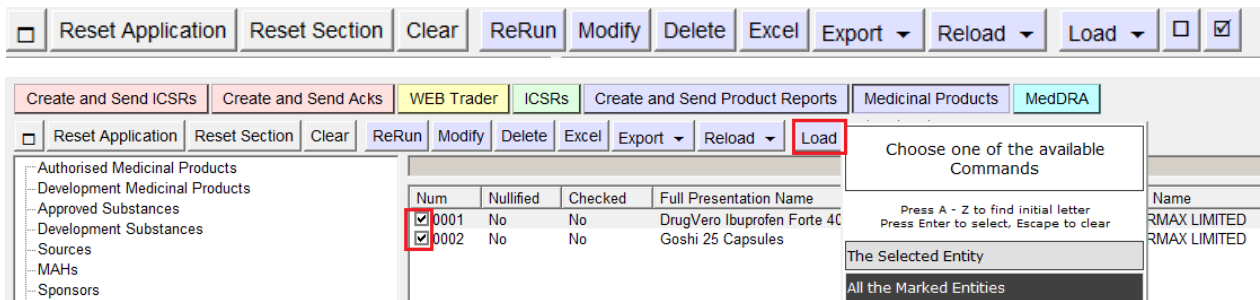 Reset Application Reset Section Clear ReRun Modify Delete Excel Export Reload Load
Create and Send ICSRs Create and Send Acks WEB Trader ICSRs Create and Send Product Reports Medicinal Products MedDRA
Reset Application Reset Section Clear ReRun Modify Delete Excel Export Reload Load
Choose one of the available
Commands
Press A - Z to find initial letter
Press Enter to select, Escape to clear
The Selected Entity
All the Marked Entities
Authorised Medicinal Products
Development Medicinal Products
Approved Substances
Development Substances
Sources
MAHs
Sponsors
Num Nullified Checked Full Presentation Name Name
0001 No No DrugVero Ibuprofen Forte 40 RMAX LIMITED
0002 No No Goshi 25 Capsules RMAX LIMITED